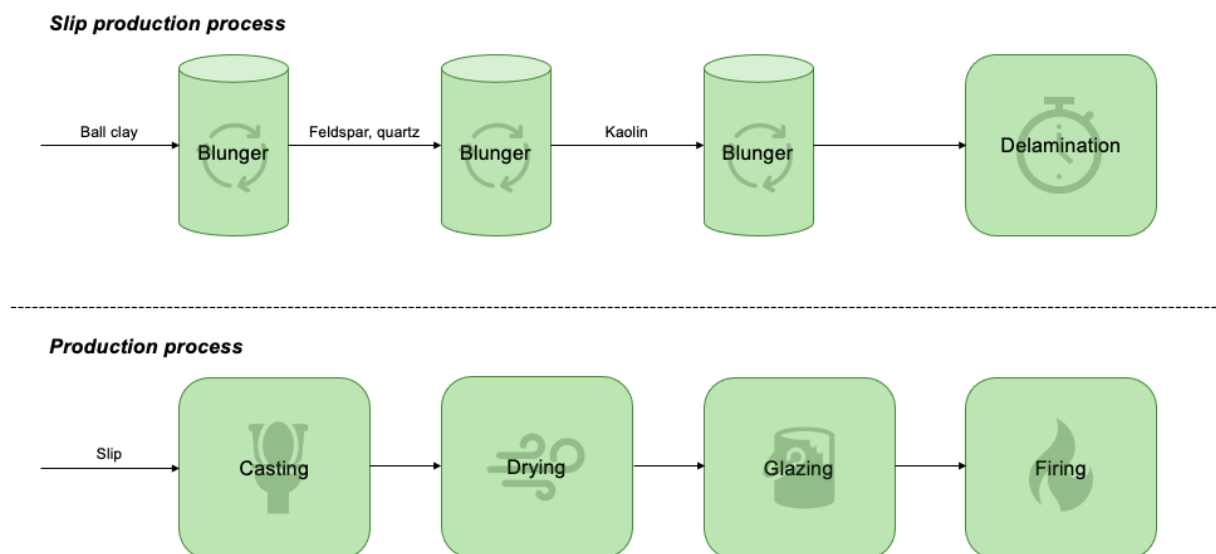 Slip production process
Ball clay
Blunger
Feldspar, quartz
Blunger
Kaolin
Blunger
Delamination
Production process
Slip
Casting
Drying
Glazing
Firing